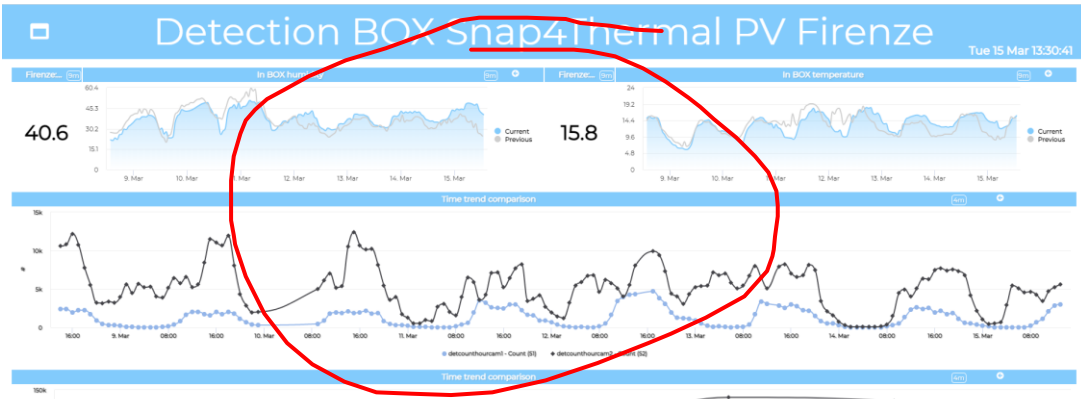 Detection BOX Snap4Thermal PV Firenze
Tue 15 Mar 13:30:41
Firenze:... 9m In BOX humidity 9m
Firenze:... 9m In BOX temperature 9m
60.4
45.3
30.2
15.1
0
40.6
9. Mar 10. Mar 11. Mar 12. Mar 13. Mar 14. Mar 15. Mar
Current
Previous
15.8
24
19.2
14.4
9.6
4.8
0
9. Mar 10. Mar 11. Mar 12. Mar 13. Mar 14. Mar 15. Mar
Current
Previous
Time trend comparison 4m
15k
10k
5k
0
#
16:00 9. Mar 08:00 16:00 10. Mar 08:00 16:00 11. Mar 08:00 16:00 12. Mar 08:00 16:00 13. Mar 08:00 16:00 14. Mar 08:00 16:00 15. Mar 08:00
detcounthourcam1 - Count (S1) detcounthourcam2 - Count (S2)
Time trend comparison 4m
150k